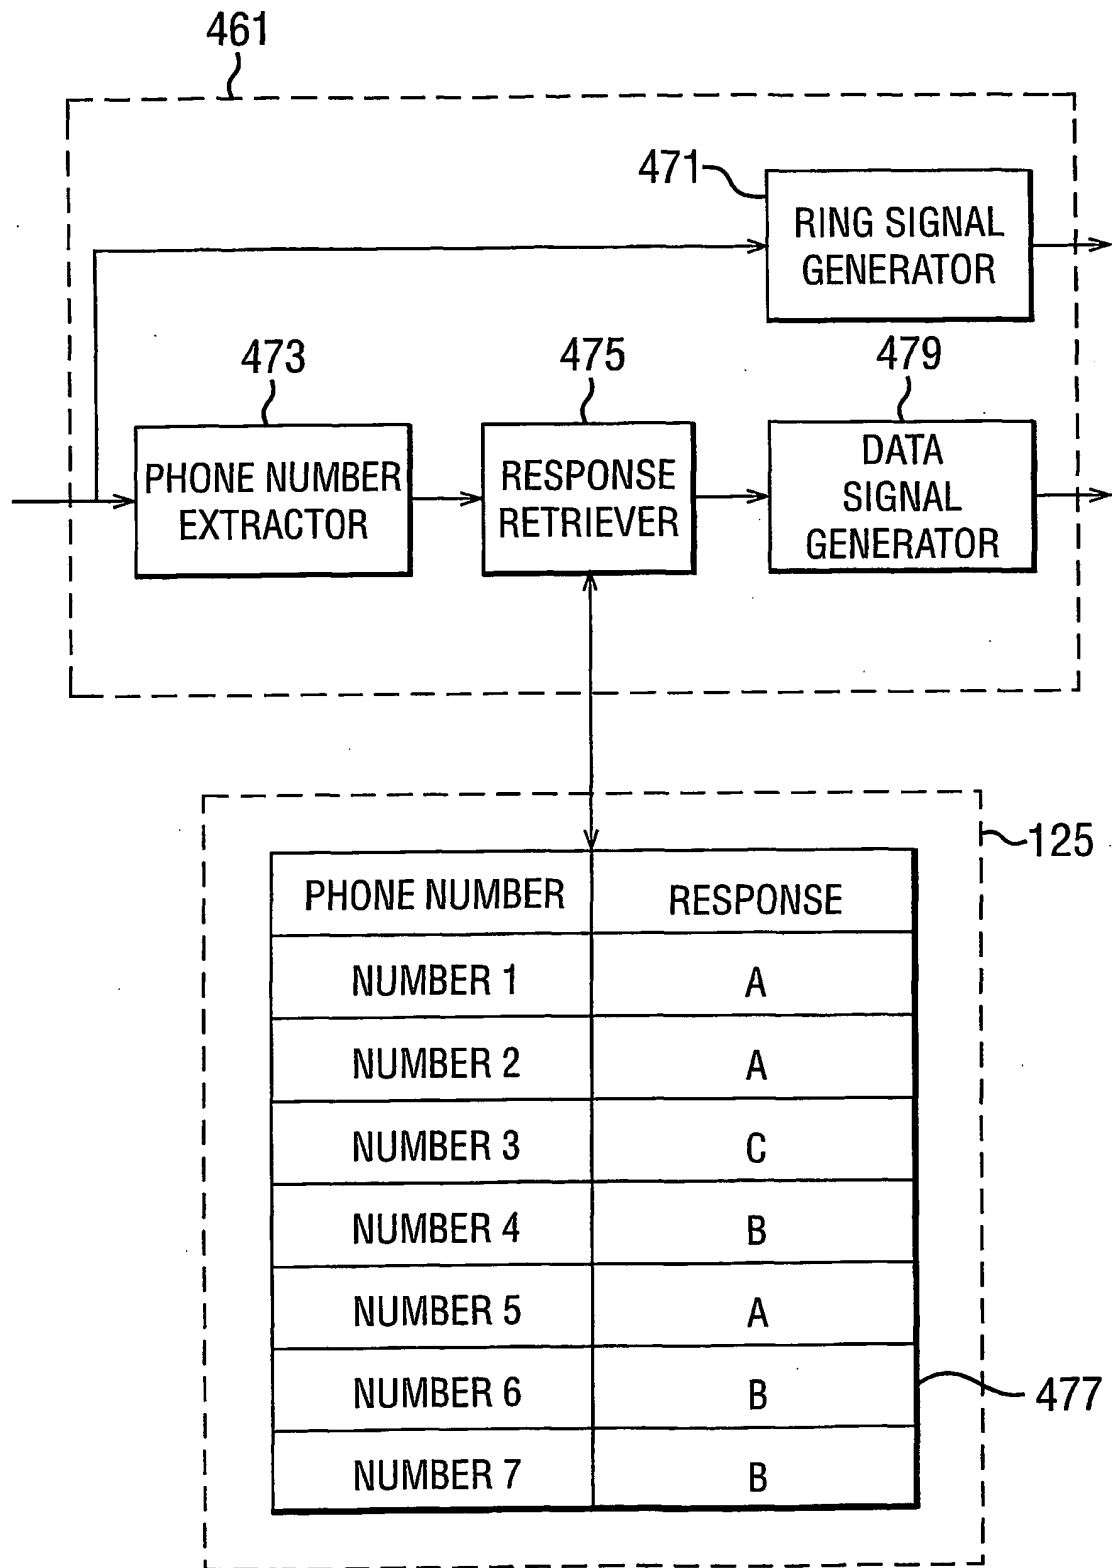 461
471
RING SIGNAL
GENERATOR
473
475
479
PHONE NUMBER
EXTRACTOR
RESPONSE
RETRIEVER
DATA
SIGNAL
GENERATOR
125
PHONE NUMBER RESPONSE
NUMBER 1 A
NUMBER 2 A
NUMBER 3 C
NUMBER 4 B
NUMBER 5 A
NUMBER 6 B
477
NUMBER 7 B